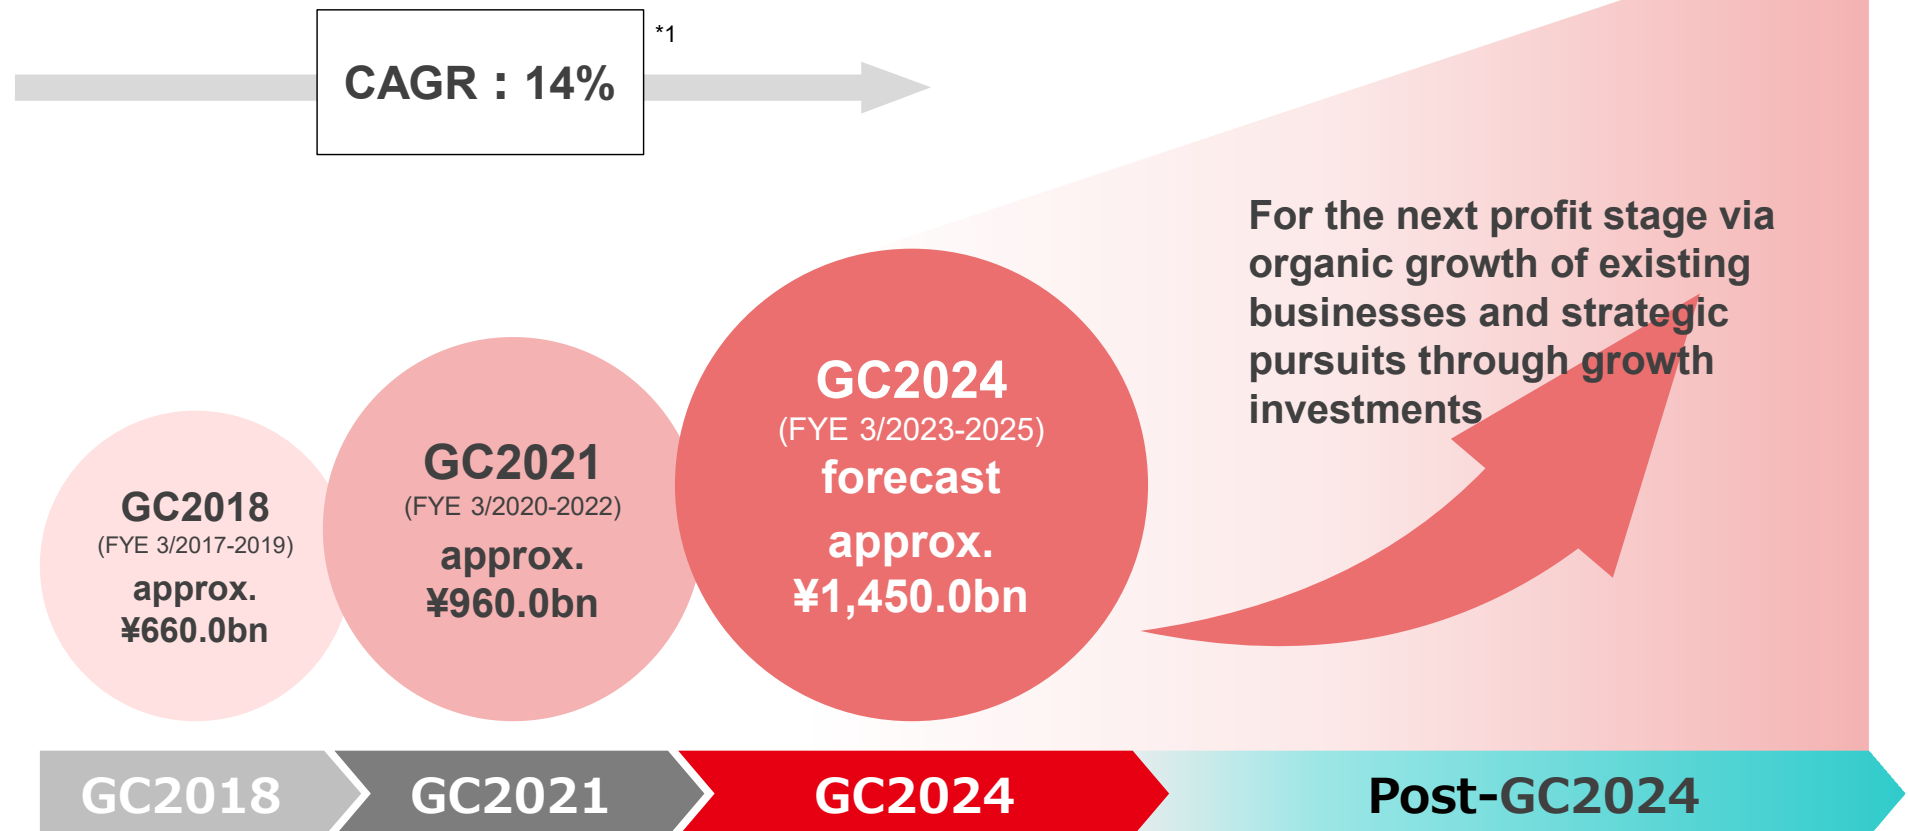 CAGR : 14%
*1
For the next profit stage via
organic growth of existing
businesses and strategic
pursuits through growth
investments
GC2018
(FYE 3/2017-2019)
approx.
¥660.0bn
GC2021
(FYE 3/2020-2022)
approx.
¥960.0bn
GC2024
(FYE 3/2023-2025)
forecast
approx.
¥1,450.0bn
GC2018
GC2021
GC2024
Post-GC2024